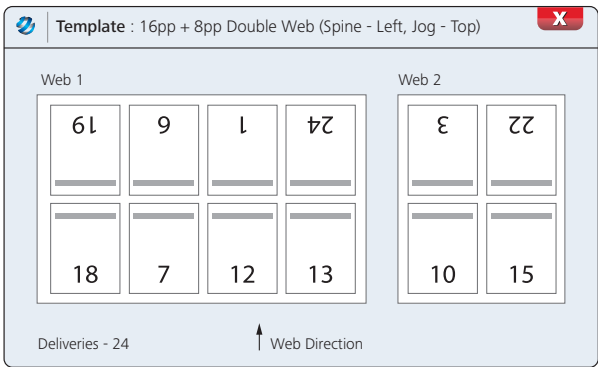 Template : 16pp + 8pp Double Web (Spine - Left, Jog - Top)
X
Web 1
Web 2
19 6 1 24
3 22
18 7 12 13
10 15
Deliveries - 24
Web Direction